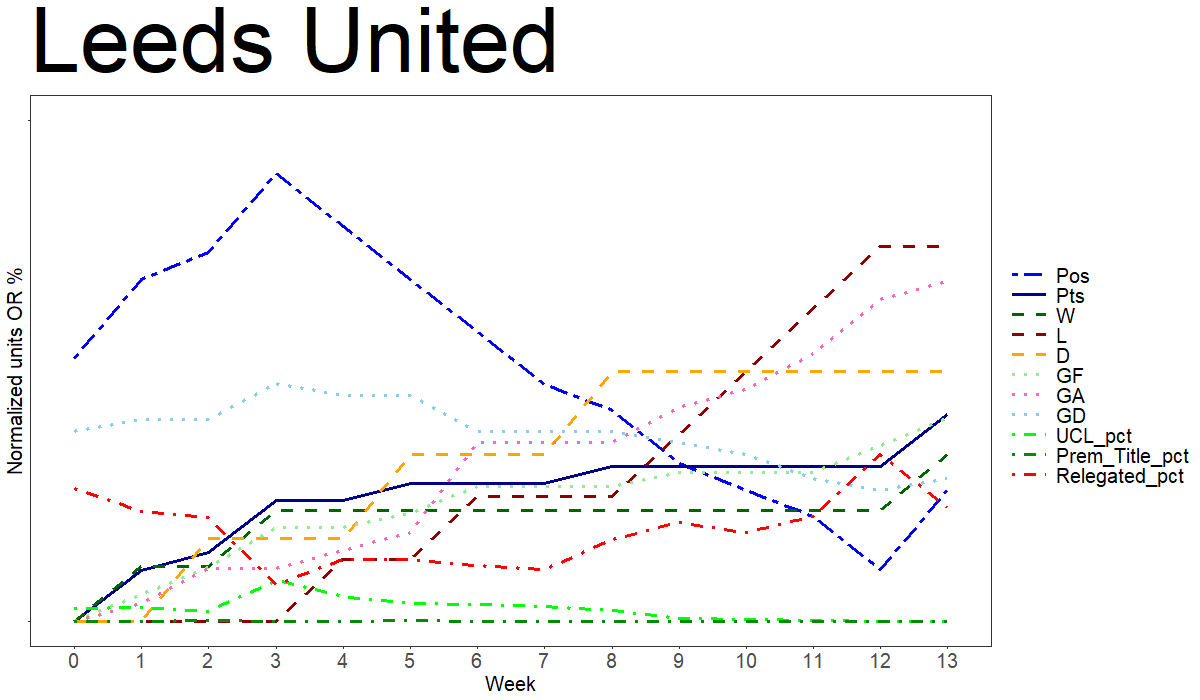 Leeds United
Normalized units OR %
0 1 2 3 4 5 6 7 8 9 10 11 12 13
Week
Pos
Pts
W
L
D
GF
GA
GD
UCL_pct
Prem_Title_pct
Relegated_pct